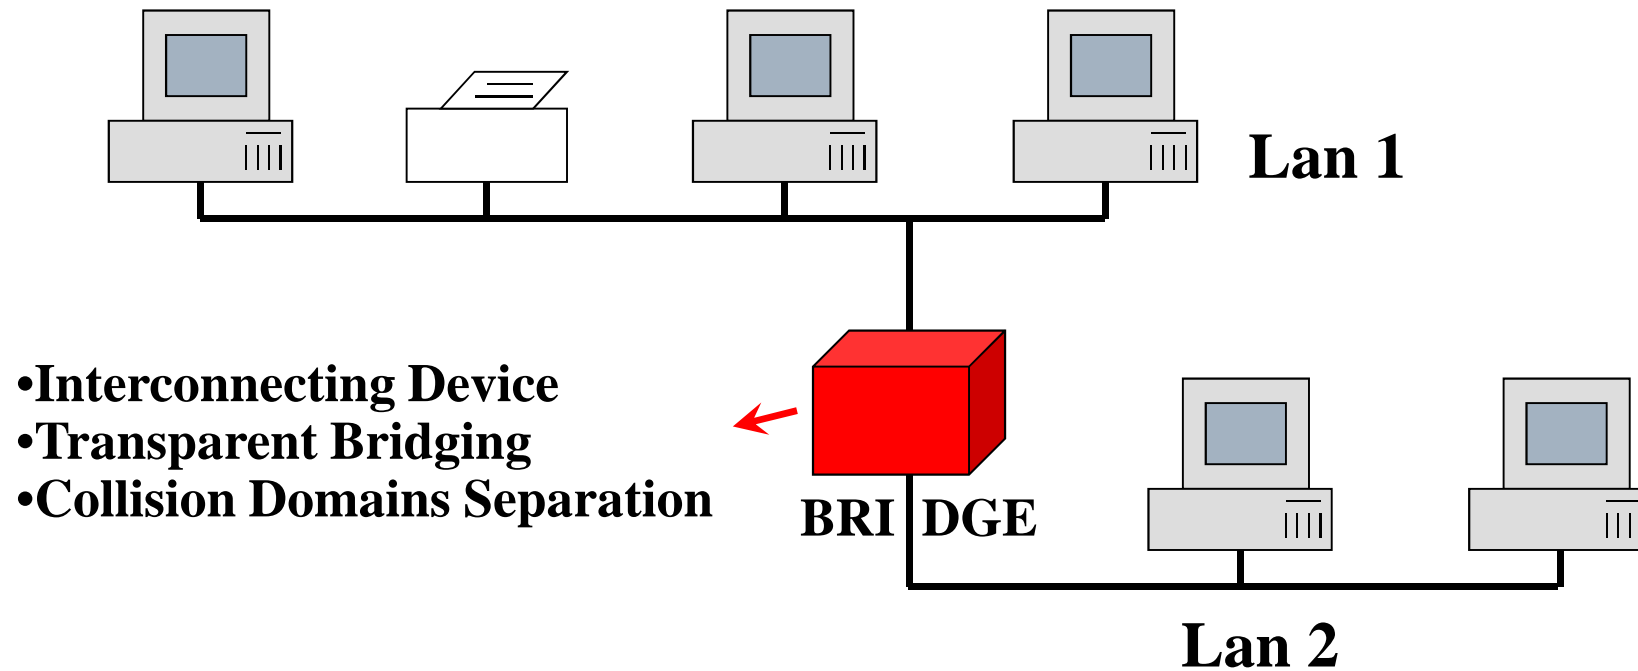 Lan 1
•Interconnecting Device
•Transparent Bridging
•Collision Domains Separation
BRI DGE
Lan 2